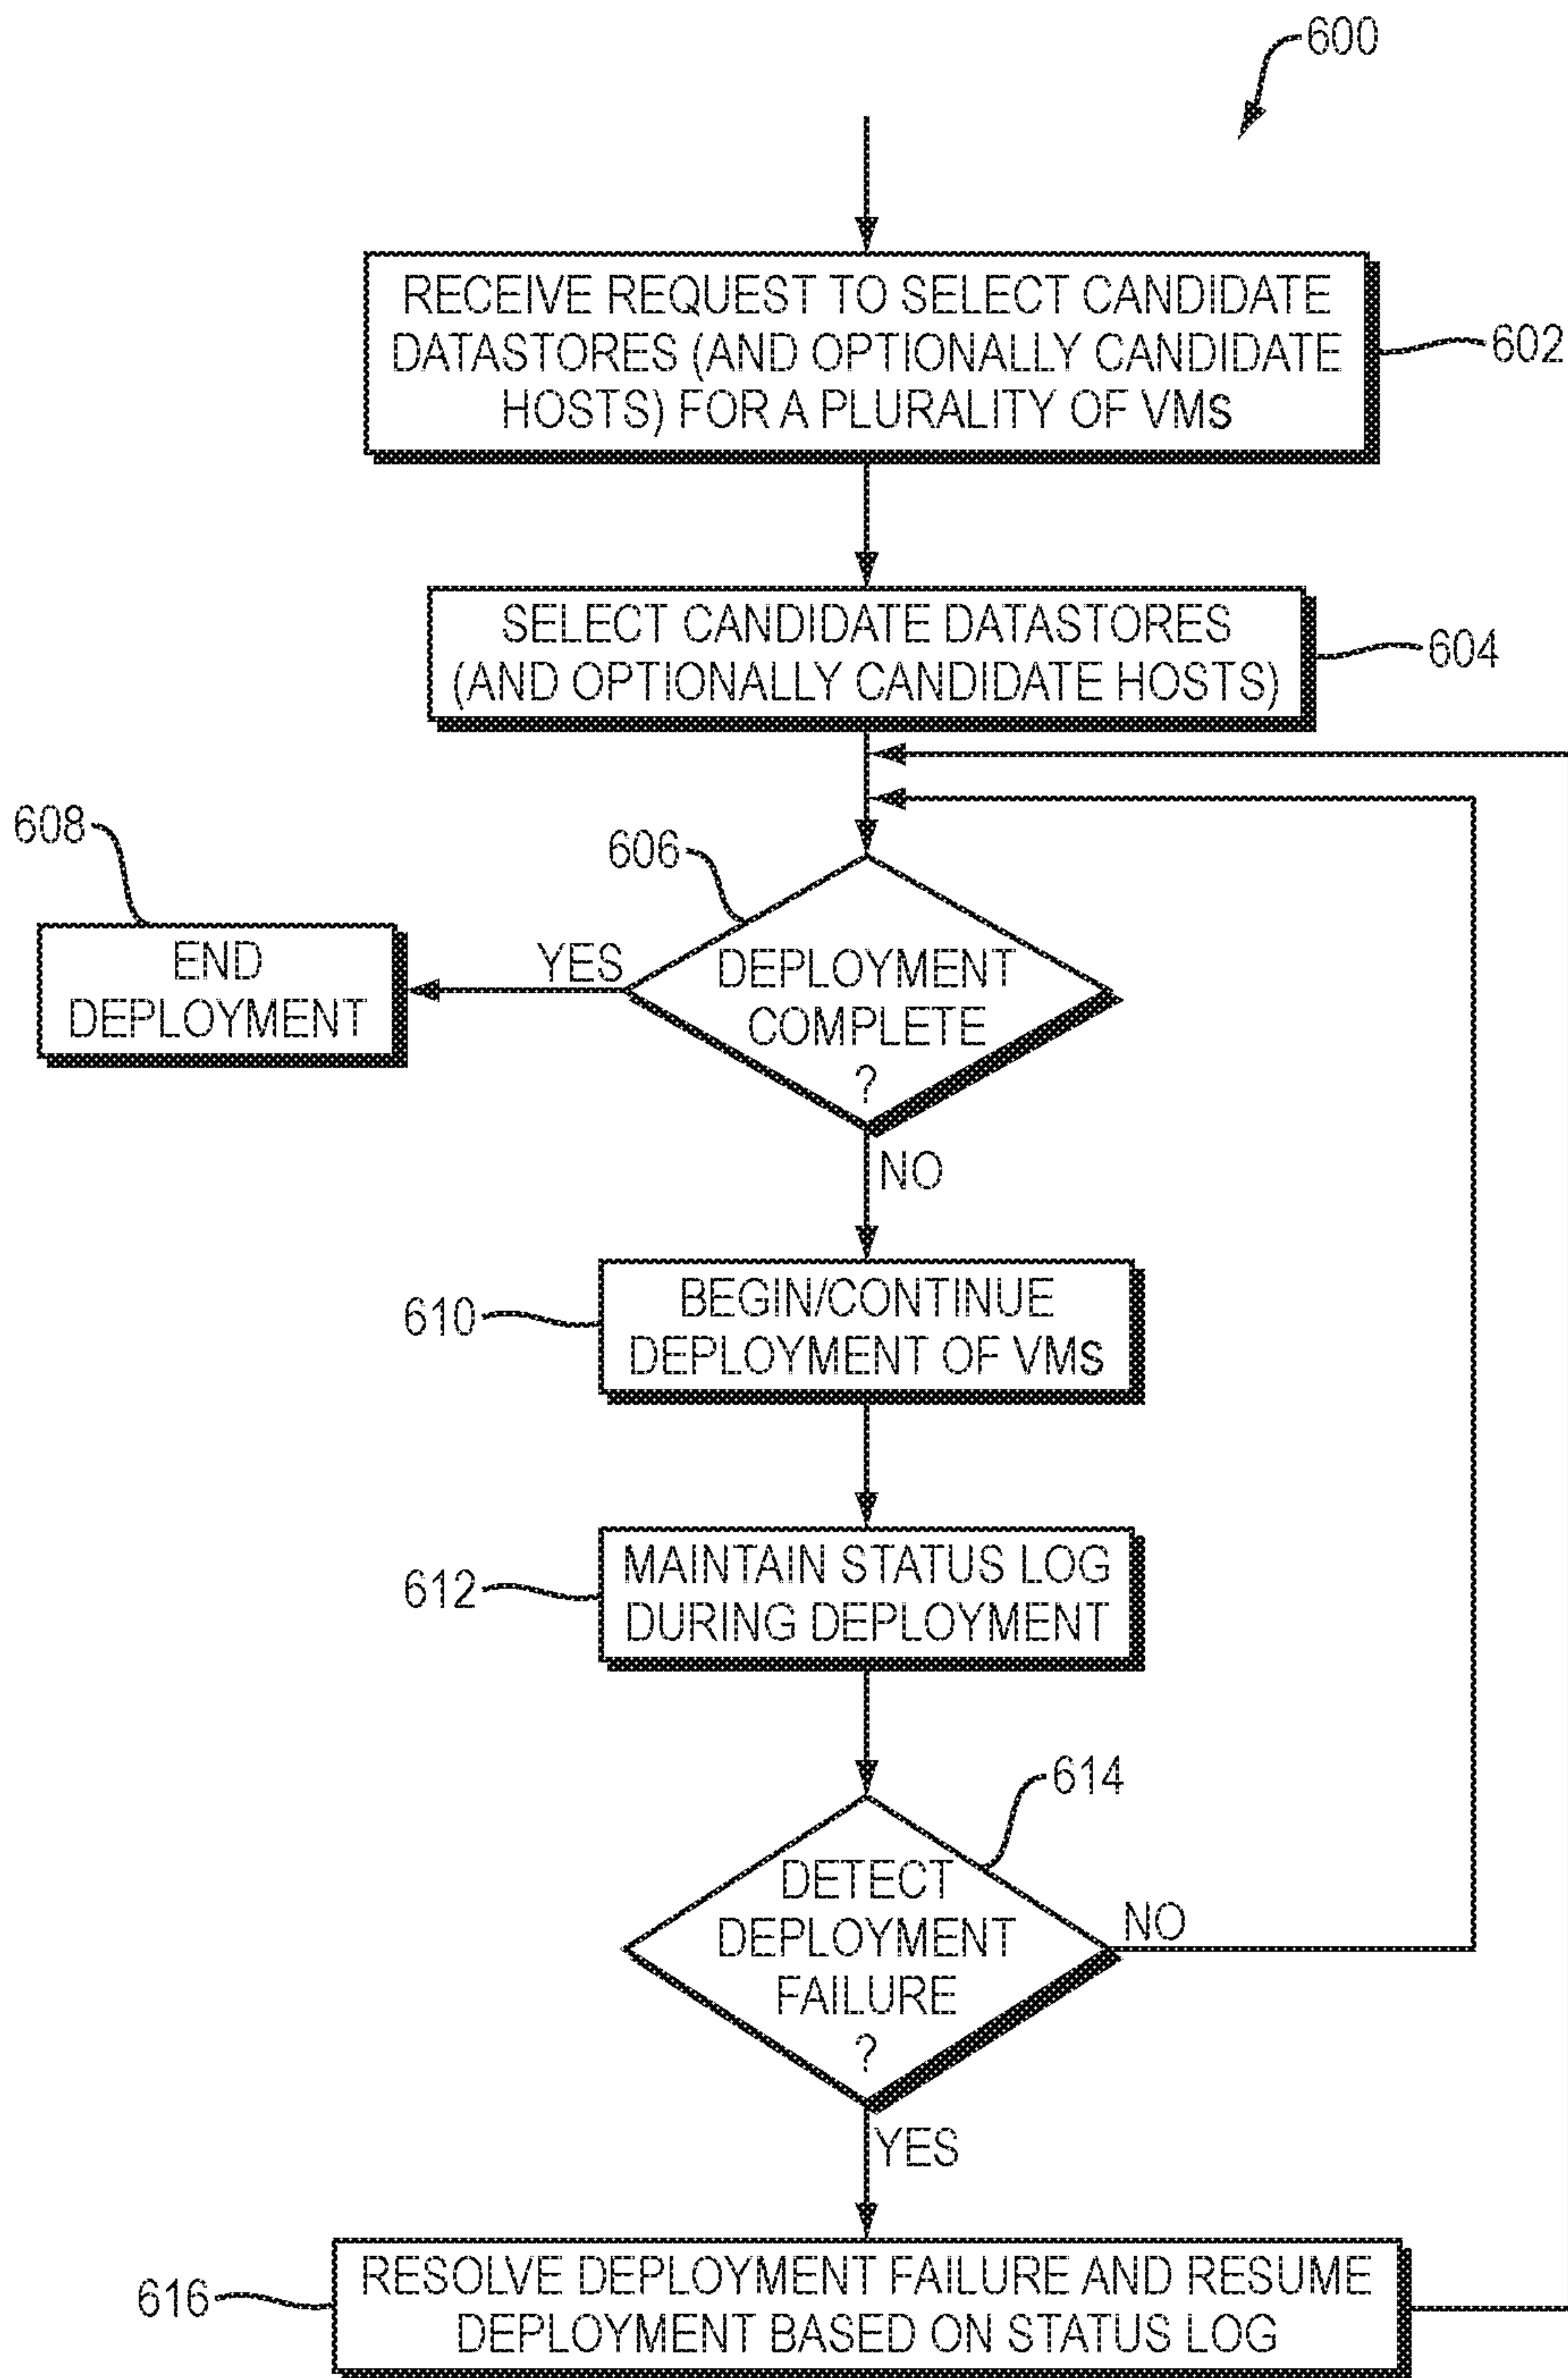 600
RECEIVE REQUEST TO SELECT CANDIDATE
DATASTORES (AND OPTIONALLY CANDIDATE
HOSTS) FOR A PLURALITY OF VMs
602
SELECT CANDIDATE DATASTORES
(AND OPTIONALLY CANDIDATE HOSTS)
604
608
606
END
DEPLOYMENT
YES
DEPLOYMENT
COMPLETE
?
NO
610
BEGIN/CONTINUE
DEPLOYMENT OF VMs
612
MAINTAIN STATUS LOG
DURING DEPLOYMENT
614
DETECT
DEPLOYMENT
FAILURE
?
NO
YES
616
RESOLVE DEPLOYMENT FAILURE AND RESUME
DEPLOYMENT BASED ON STATUS LOG